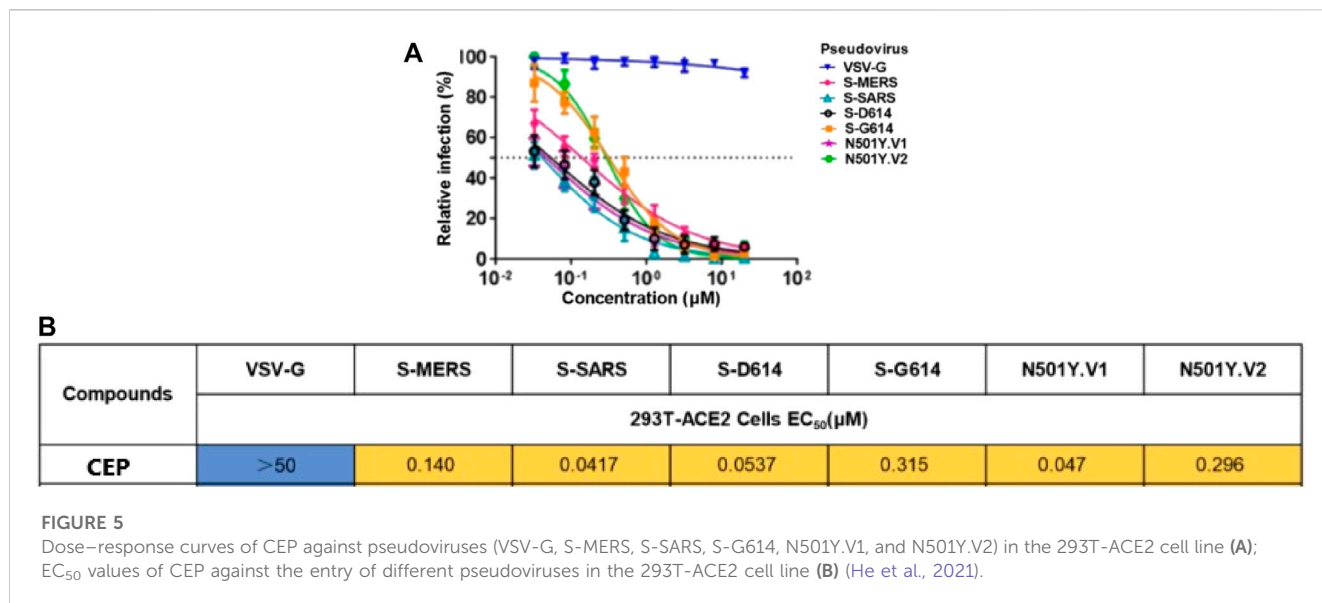 A
Pseudovirus
VSV-G
S-MERS
S-SARS
S-D614
S-G614
N501Y.V1
N501Y.V2
Relative infection (%)
100
80
60
40
20
0
10⁻² 10⁻¹ 10⁰ 10¹ 10²
Concentration (µM)
B
Compounds VSV-G S-MERS S-SARS S-D614 S-G614 N501Y.V1 N501Y.V2
293T-ACE2 Cells EC₅₀(µM)
CEP >50 0.140 0.0417 0.0537 0.315 0.047 0.296
FIGURE 5
Dose–response curves of CEP against pseudoviruses (VSV-G, S-MERS, S-SARS, S-G614, N501Y.V1, and N501Y.V2) in the 293T-ACE2 cell line (A);
EC₅₀ values of CEP against the entry of different pseudoviruses in the 293T-ACE2 cell line (B) (He et al., 2021).